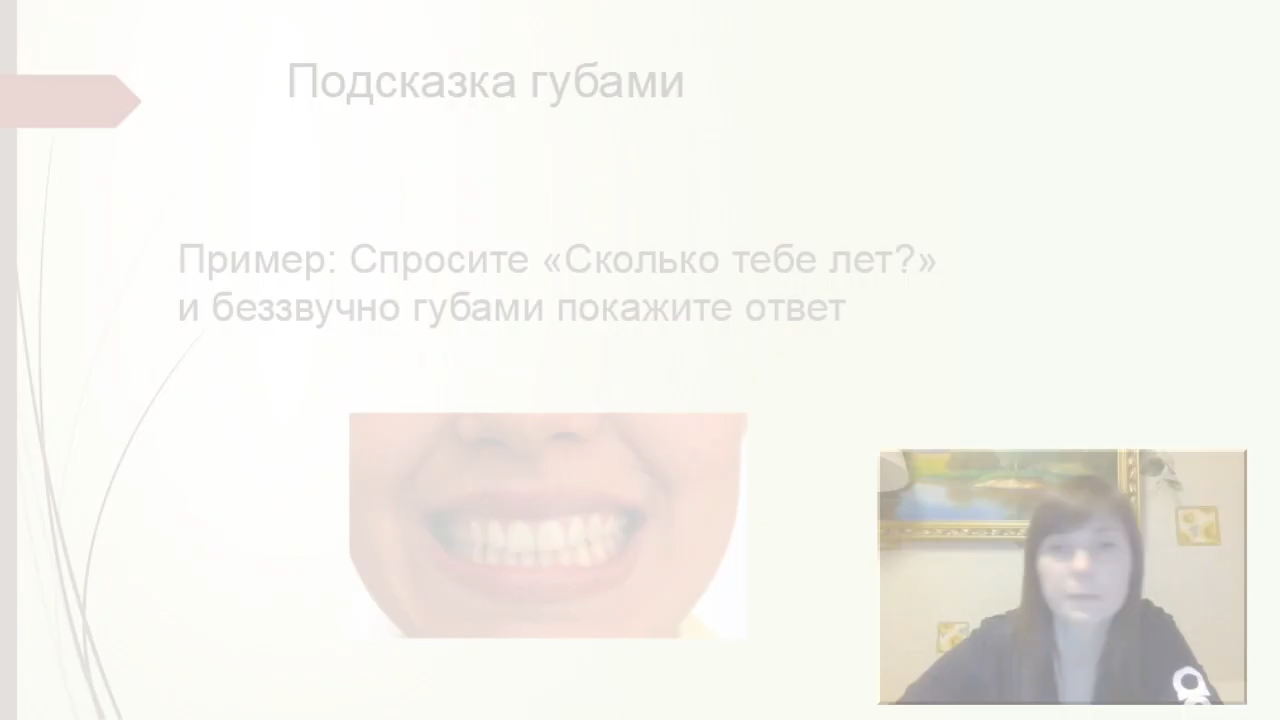 Подсказка губами
Пример: Спросите «Сколько тебе лет?»
и беззвучно губами покажите ответ